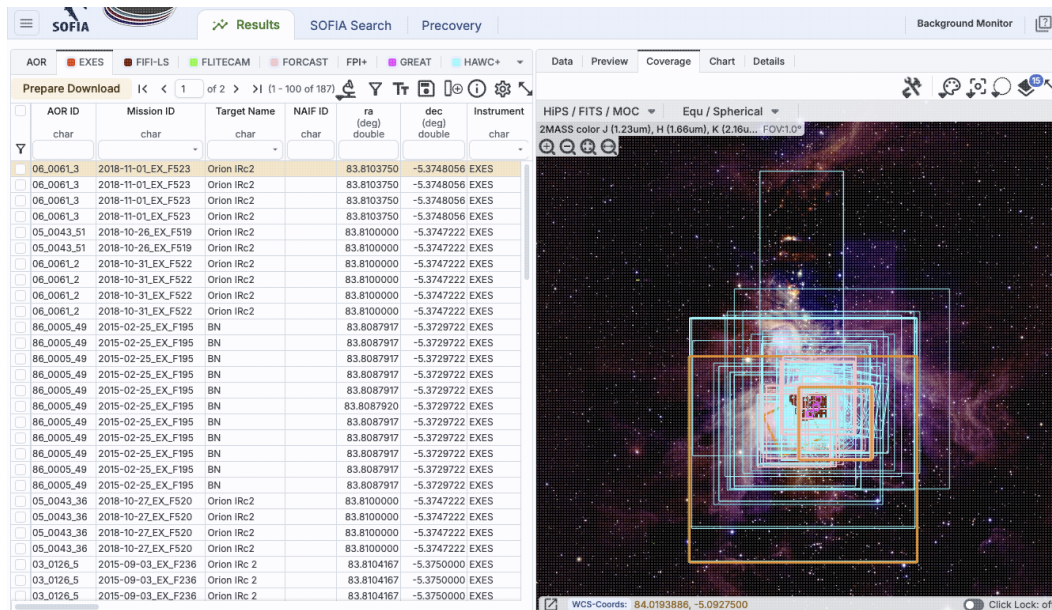 SOFIA
Results
SOFIA Search
Precovery
Background Monitor
AOR EXES FIFI-LS FLITECAM FORCAST FPI+ GREAT HAWC+
Data Preview Coverage Chart Details
Prepare Download 1 of 2 (1 - 100 of 187)
15
HiPS / FITS / MOC Equ / Spherical
AOR ID Mission ID Target Name NAIF ID ra dec Instrument
(deg) (deg)
char char char char double double char
2MASS color J (1.23um), H (1.66um), K (2.16u... FOV:1.0°
06_0061_3 2018-11-01_EX_F523 Orion IRc2 83.8103750 -5.3748056 EXES
06_0061_3 2018-11-01_EX_F523 Orion IRc2 83.8103750 -5.3748056 EXES
06_0061_3 2018-11-01_EX_F523 Orion IRc2 83.8103750 -5.3748056 EXES
06_0061_3 2018-11-01_EX_F523 Orion IRc2 83.8103750 -5.3748056 EXES
05_0043_51 2018-10-26_EX_F519 Orion IRc2 83.8100000 -5.3747222 EXES
05_0043_51 2018-10-26_EX_F519 Orion IRc2 83.8100000 -5.3747222 EXES
06_0061_2 2018-10-31_EX_F522 Orion IRc2 83.8100000 -5.3747222 EXES
06_0061_2 2018-10-31_EX_F522 Orion IRc2 83.8100000 -5.3747222 EXES
06_0061_2 2018-10-31_EX_F522 Orion IRc2 83.8100000 -5.3747222 EXES
06_0061_2 2018-10-31_EX_F522 Orion IRc2 83.8100000 -5.3747222 EXES
86_0005_49 2015-02-25_EX_F195 BN 83.8087917 -5.3729722 EXES
86_0005_49 2015-02-25_EX_F195 BN 83.8087917 -5.3729722 EXES
86_0005_49 2015-02-25_EX_F195 BN 83.8087917 -5.3729722 EXES
86_0005_49 2015-02-25_EX_F195 BN 83.8087917 -5.3729722 EXES
86_0005_49 2015-02-25_EX_F195 BN 83.8087917 -5.3729722 EXES
86_0005_49 2015-02-25_EX_F195 BN 83.8087920 -5.3729722 EXES
86_0005_49 2015-02-25_EX_F195 BN 83.8087917 -5.3729722 EXES
86_0005_49 2015-02-25_EX_F195 BN 83.8087917 -5.3729722 EXES
86_0005_49 2015-02-25_EX_F195 BN 83.8087917 -5.3729722 EXES
86_0005_49 2015-02-25_EX_F195 BN 83.8087917 -5.3729722 EXES
86_0005_49 2015-02-25_EX_F195 BN 83.8087917 -5.3729722 EXES
05_0043_36 2018-10-27_EX_F520 Orion IRc2 83.8100000 -5.3747222 EXES
05_0043_36 2018-10-27_EX_F520 Orion IRc2 83.8100000 -5.3747222 EXES
05_0043_36 2018-10-27_EX_F520 Orion IRc2 83.8100000 -5.3747222 EXES
05_0043_36 2018-10-27_EX_F520 Orion IRc2 83.8100000 -5.3747222 EXES
03_0126_5 2015-09-03_EX_F236 Orion IRc 2 83.8104167 -5.3750000 EXES
03_0126_5 2015-09-03_EX_F236 Orion IRc 2 83.8104167 -5.3750000 EXES
03_0126_5 2015-09-03_EX_F236 Orion IRc 2 83.8104167 -5.3750000 EXES
WCS-Coords: 84.0193886, -5.0927500 Click Lock: of